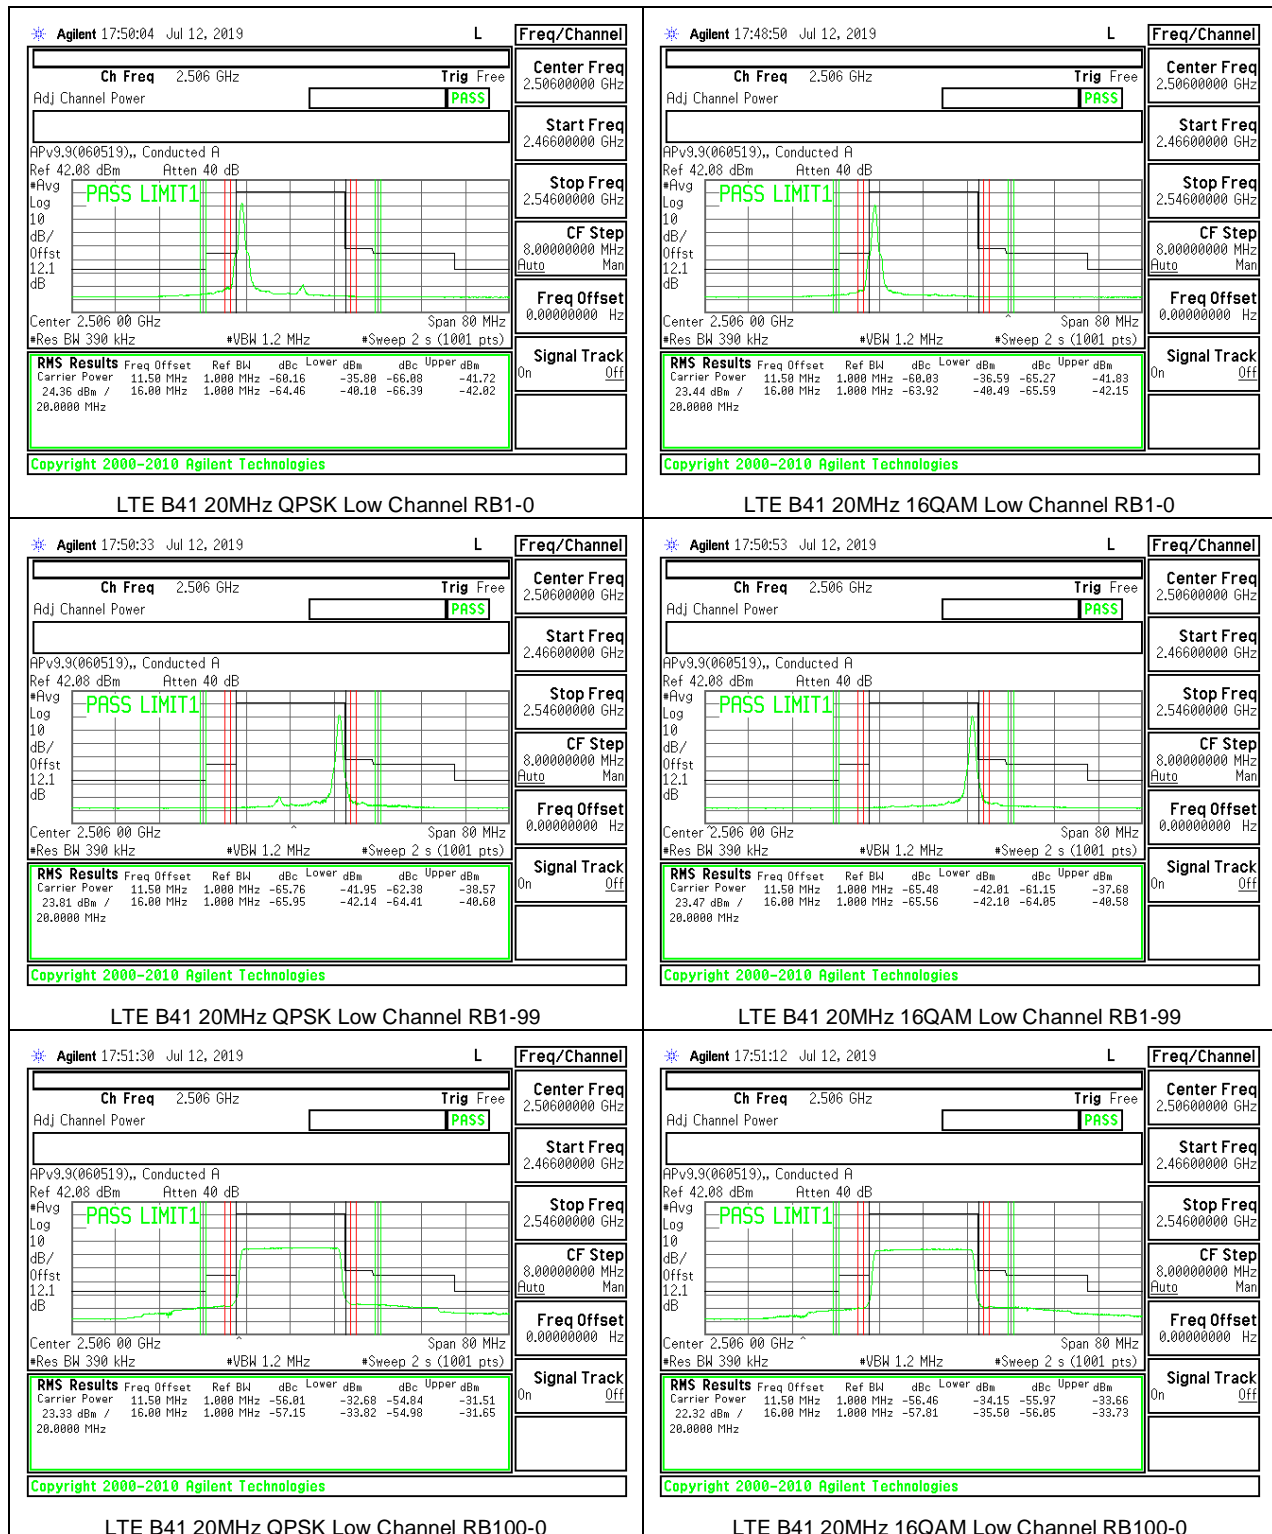 Agilent 17:50:04 Jul 12, 2019 L Freq/Channel
Ch Freq 2.506 GHz Trig Free
Adj Channel Power PASS
Center Freq
2.50600000 GHz
Start Freq
2.46600000 GHz
APv9.9(060519),, Conducted A
Ref 42.08 dBm Atten 40 dB
#Avg
Log
10
dB/
Offst
12.1
dB
PASS LIMIT1
Stop Freq
2.54600000 GHz
CF Step
8.00000000 MHz
Auto Man
Freq Offset
0.00000000 Hz
Center 2.506 00 GHz Span 80 MHz
#Res BW 390 kHz #VBW 1.2 MHz #Sweep 2 s (1001 pts)
Signal Track
On Off
RMS Results Freq Offset Ref BW dBc Lower dBm dBc Upper dBm
Carrier Power 11.50 MHz 1.000 MHz -60.16 -35.80 -66.08 -41.72
24.36 dBm / 16.00 MHz 1.000 MHz -64.46 -40.10 -66.39 -42.02
20.0000 MHz
Copyright 2000-2010 Agilent Technologies
LTE B41 20MHz QPSK Low Channel RB1-0
Agilent 17:48:50 Jul 12, 2019 L Freq/Channel
Ch Freq 2.506 GHz Trig Free
Adj Channel Power PASS
Center Freq
2.50600000 GHz
Start Freq
2.46600000 GHz
APv9.9(060519),, Conducted A
Ref 42.08 dBm Atten 40 dB
#Avg
Log
10
dB/
Offst
12.1
dB
PASS LIMIT1
Stop Freq
2.54600000 GHz
CF Step
8.00000000 MHz
Auto Man
Freq Offset
0.00000000 Hz
Center 2.506 00 GHz Span 80 MHz
#Res BW 390 kHz #VBW 1.2 MHz #Sweep 2 s (1001 pts)
Signal Track
On Off
RMS Results Freq Offset Ref BW dBc Lower dBm dBc Upper dBm
Carrier Power 11.50 MHz 1.000 MHz -60.03 -36.59 -65.27 -41.83
23.44 dBm / 16.00 MHz 1.000 MHz -63.92 -40.49 -65.59 -42.15
20.0000 MHz
Copyright 2000-2010 Agilent Technologies
LTE B41 20MHz 16QAM Low Channel RB1-0
Agilent 17:50:33 Jul 12, 2019 L Freq/Channel
Ch Freq 2.506 GHz Trig Free
Adj Channel Power PASS
Center Freq
2.50600000 GHz
Start Freq
2.46600000 GHz
APv9.9(060519),, Conducted A
Ref 42.08 dBm Atten 40 dB
#Avg
Log
10
dB/
Offst
12.1
dB
PASS LIMIT1
Stop Freq
2.54600000 GHz
CF Step
8.00000000 MHz
Auto Man
Freq Offset
0.00000000 Hz
Center 2.506 00 GHz Span 80 MHz
#Res BW 390 kHz #VBW 1.2 MHz #Sweep 2 s (1001 pts)
Signal Track
On Off
RMS Results Freq Offset Ref BW dBc Lower dBm dBc Upper dBm
Carrier Power 11.50 MHz 1.000 MHz -65.76 -41.95 -62.38 -38.57
23.81 dBm / 16.00 MHz 1.000 MHz -65.95 -42.14 -64.41 -40.60
20.0000 MHz
Copyright 2000-2010 Agilent Technologies
LTE B41 20MHz QPSK Low Channel RB1-99
Agilent 17:50:53 Jul 12, 2019 L Freq/Channel
Ch Freq 2.506 GHz Trig Free
Adj Channel Power PASS
Center Freq
2.50600000 GHz
Start Freq
2.46600000 GHz
APv9.9(060519),, Conducted A
Ref 42.08 dBm Atten 40 dB
#Avg
Log
10
dB/
Offst
12.1
dB
PASS LIMIT1
Stop Freq
2.54600000 GHz
CF Step
8.00000000 MHz
Auto Man
Freq Offset
0.00000000 Hz
Center 2.506 00 GHz Span 80 MHz
#Res BW 390 kHz #VBW 1.2 MHz #Sweep 2 s (1001 pts)
Signal Track
On Off
RMS Results Freq Offset Ref BW dBc Lower dBm dBc Upper dBm
Carrier Power 11.50 MHz 1.000 MHz -65.48 -42.01 -61.15 -37.68
23.47 dBm / 16.00 MHz 1.000 MHz -65.56 -42.10 -64.05 -40.58
20.0000 MHz
Copyright 2000-2010 Agilent Technologies
LTE B41 20MHz 16QAM Low Channel RB1-99
Agilent 17:51:30 Jul 12, 2019 L Freq/Channel
Ch Freq 2.506 GHz Trig Free
Adj Channel Power PASS
Center Freq
2.50600000 GHz
Start Freq
2.46600000 GHz
APv9.9(060519),, Conducted A
Ref 42.08 dBm Atten 40 dB
#Avg
Log
10
dB/
Offst
12.1
dB
PASS LIMIT1
Stop Freq
2.54600000 GHz
CF Step
8.00000000 MHz
Auto Man
Freq Offset
0.00000000 Hz
Center 2.506 00 GHz Span 80 MHz
#Res BW 390 kHz #VBW 1.2 MHz #Sweep 2 s (1001 pts)
Signal Track
On Off
RMS Results Freq Offset Ref BW dBc Lower dBm dBc Upper dBm
Carrier Power 11.50 MHz 1.000 MHz -56.01 -32.68 -54.84 -31.51
23.33 dBm / 16.00 MHz 1.000 MHz -57.15 -33.82 -54.98 -31.65
20.0000 MHz
Copyright 2000-2010 Agilent Technologies
LTE B41 20MHz QPSK Low Channel RB100-0
Agilent 17:51:12 Jul 12, 2019 L Freq/Channel
Ch Freq 2.506 GHz Trig Free
Adj Channel Power PASS
Center Freq
2.50600000 GHz
Start Freq
2.46600000 GHz
APv9.9(060519),, Conducted A
Ref 42.08 dBm Atten 40 dB
#Avg
Log
10
dB/
Offst
12.1
dB
PASS LIMIT1
Stop Freq
2.54600000 GHz
CF Step
8.00000000 MHz
Auto Man
Freq Offset
0.00000000 Hz
Center 2.506 00 GHz Span 80 MHz
#Res BW 390 kHz #VBW 1.2 MHz #Sweep 2 s (1001 pts)
Signal Track
On Off
RMS Results Freq Offset Ref BW dBc Lower dBm dBc Upper dBm
Carrier Power 11.50 MHz 1.000 MHz -56.46 -34.15 -55.97 -33.66
22.32 dBm / 16.00 MHz 1.000 MHz -57.81 -35.50 -56.05 -33.73
20.0000 MHz
Copyright 2000-2010 Agilent Technologies
LTE B41 20MHz 16QAM Low Channel RB100-0